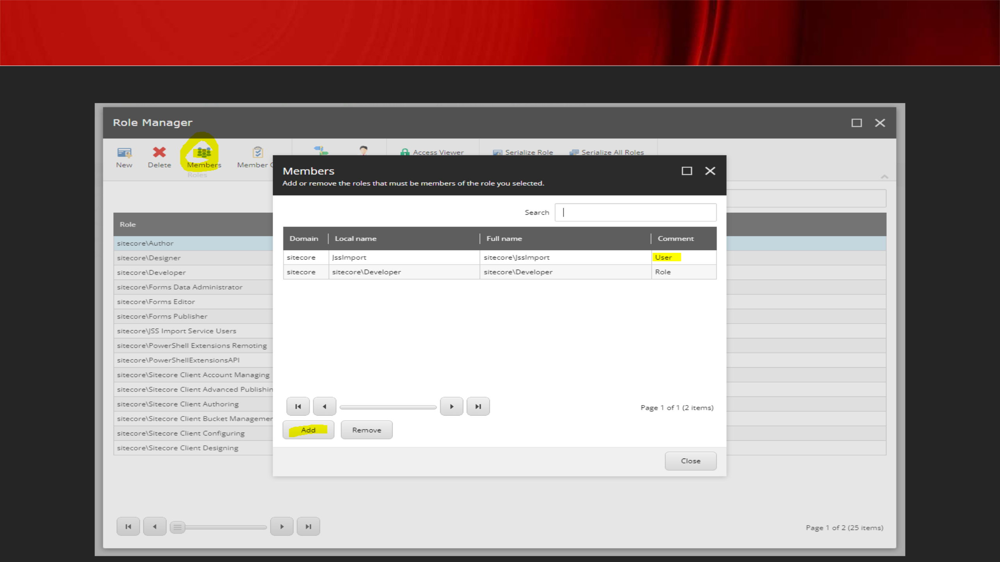 Role Manager
New
Delete
Members
Member
Access Viewer
Serialize Role
Serialize All Roles
Roles
Members
Add or remove the roles that must be members of the role you selected.
Search
Domain Local name Full name Comment
sitecore JssImport sitecore\JssImport User
sitecore sitecore\Developer sitecore\Developer Role
Page 1 of 1 (2 items)
Add
Remove
Close
Role
sitecore\Author
sitecore\Designer
sitecore\Developer
sitecore\Forms Data Administrator
sitecore\Forms Editor
sitecore\Forms Publisher
sitecore\JSS Import Service Users
sitecore\PowerShell Extensions Remoting
sitecore\PowerShellExtensionsAPI
sitecore\Sitecore Client Account Managing
sitecore\Sitecore Client Advanced Publishin
sitecore\Sitecore Client Authoring
sitecore\Sitecore Client Bucket Managemen
sitecore\Sitecore Client Configuring
sitecore\Sitecore Client Designing
Page 1 of 2 (25 items)